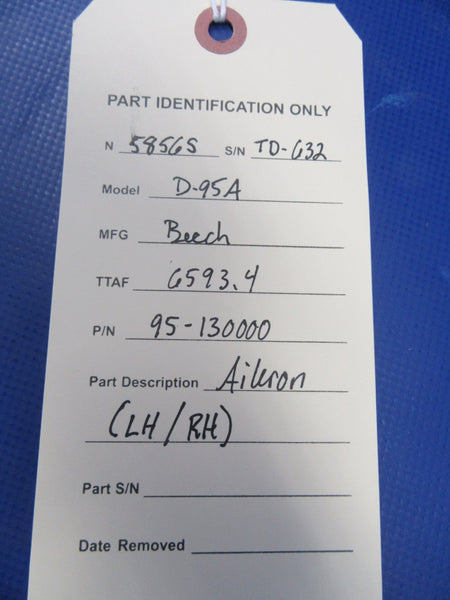 PART IDENTIFICATION ONLY
N 5856S S/N TD-632
Model D-95A
MFG Beech
TTAF 6593.4
P/N 95-130000
Part Description Aileron
(LH/RH)
Part S/N
Date Removed